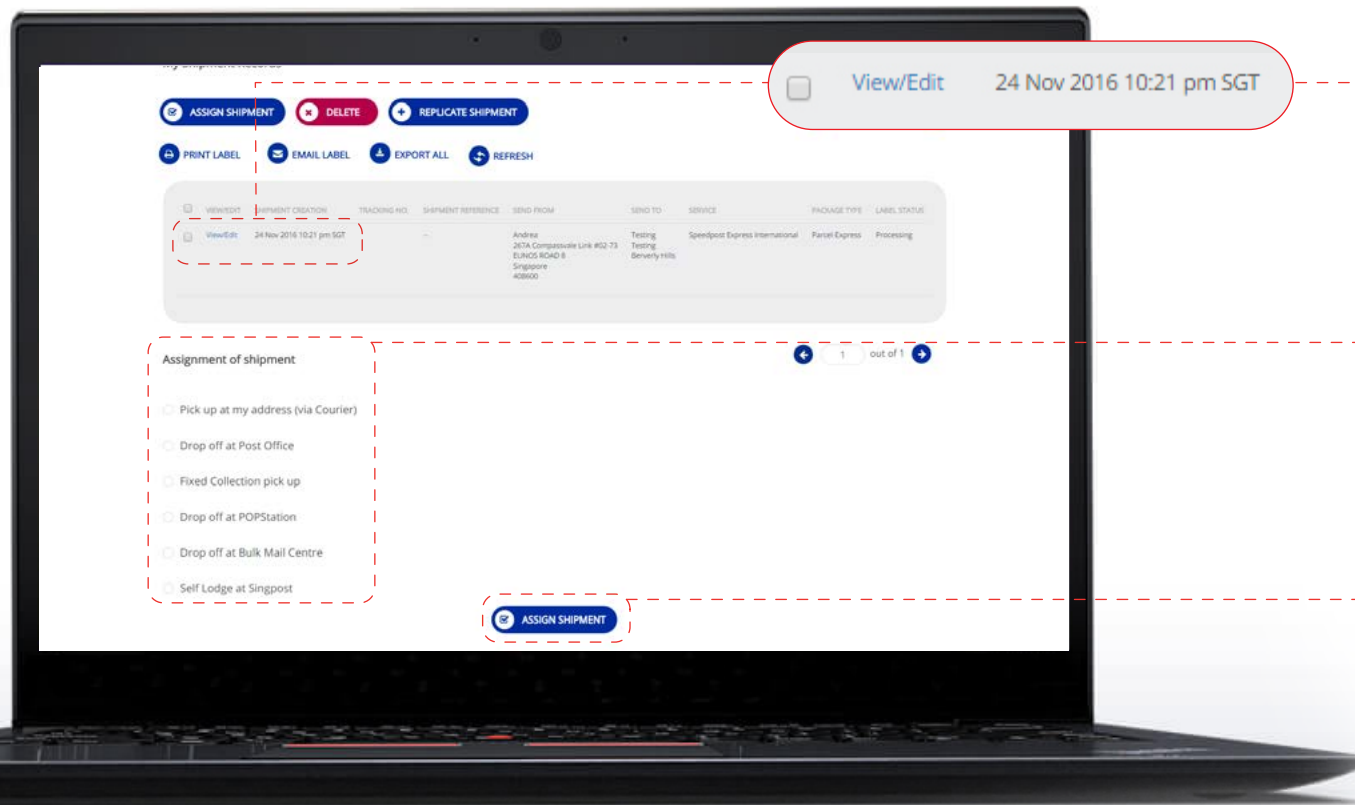 My Shipment Records
View/Edit 24 Nov 2016 10:21 pm SGT
ASSIGN SHIPMENT DELETE REPLICATE SHIPMENT
PRINT LABEL EMAIL LABEL EXPORT ALL REFRESH
VIEW/EDIT SHIPMENT CREATION TRACKING NO. SHIPMENT REFERENCE SEND FROM SEND TO SERVICE PACKAGE TYPE LABEL STATUS
View/Edit 24 Nov 2016 10:21 pm SGT -- Andrea Testing Speedpost Express International Parcel Express Processing
267A Compassvale Link #02-73 Testing
EUNOS ROAD 8 Berverly Hills
Singapore
408600
Assignment of shipment
1 out of 1
Pick up at my address (via Courier)
Drop off at Post Office
Fixed Collection pick up
Drop off at POPStation
Drop off at Bulk Mail Centre
Self Lodge at Singpost
ASSIGN SHIPMENT